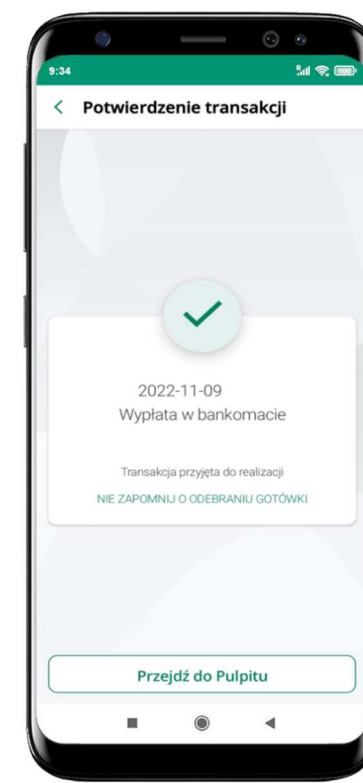 9:34
Potwierdzenie transakcji
2022-11-09
Wypłata w bankomacie
Transakcja przyjęta do realizacji
NIE ZAPOMNIJ O ODEBRANIU GOTÓWKI
Przejdź do Pulpitu